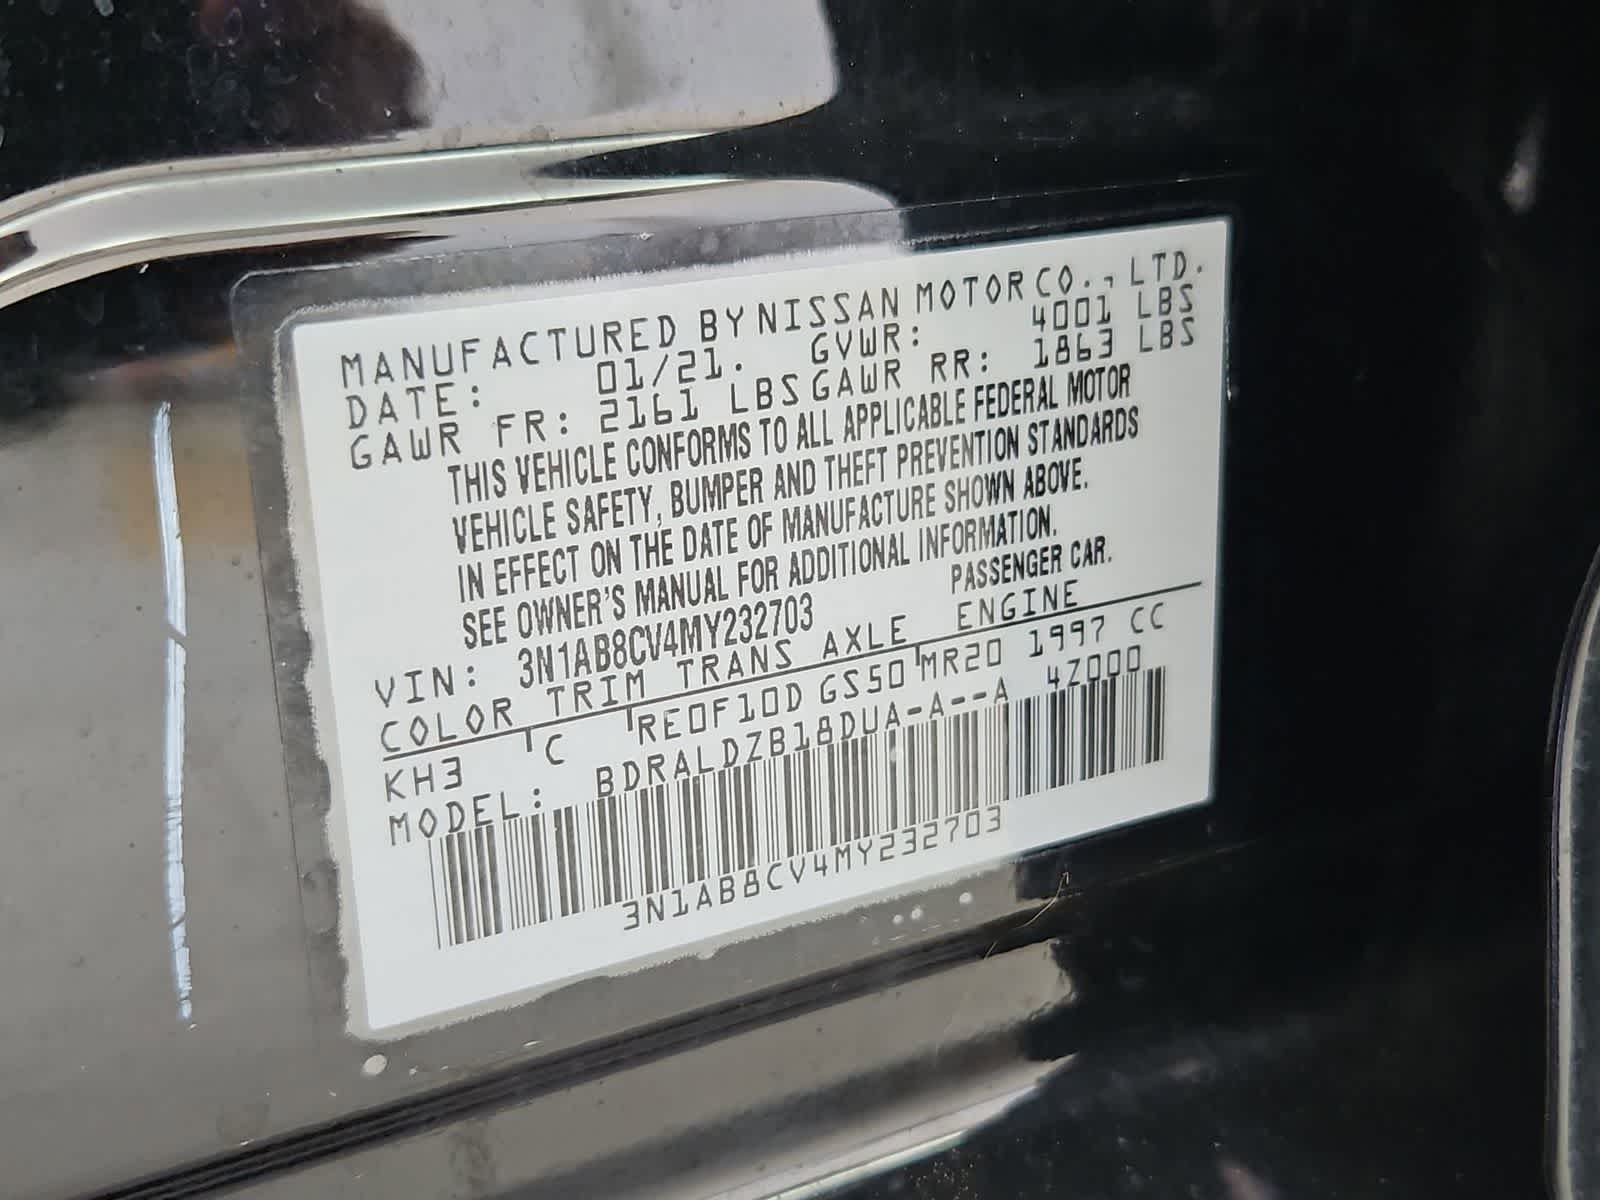 MANUFACTURED BY NISSAN MOTOR CO., LTD.
DATE: 01/21. GVWR: 4001 LBS
GAWR FR: 2161 LBS GAWR RR: 1863 LBS
THIS VEHICLE CONFORMS TO ALL APPLICABLE FEDERAL MOTOR
VEHICLE SAFETY, BUMPER AND THEFT PREVENTION STANDARDS
IN EFFECT ON THE DATE OF MANUFACTURE SHOWN ABOVE.
SEE OWNER'S MANUAL FOR ADDITIONAL INFORMATION.
VIN: 3N1AB8CV4MY232703 PASSENGER CAR.
COLOR TRIM TRANS AXLE ENGINE
KH3 C RE0F10D GS50 MR20 1997 CC
MODEL: BDRALDZB18DUA-A--A 4Z000
3N1AB8CV4MY232703